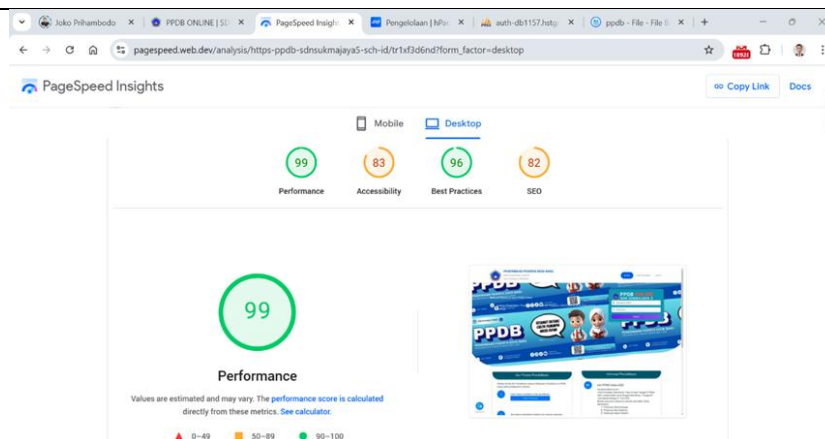 Joko Prihambodo
PPDB ONLINE | SD
PageSpeed Insight
Pengelolaan | hPa
auth-db1157.hstg
ppdb - File - File B
pagespeed.web.dev/analysis/https-ppdb-sdnsukmajaya5-sch-id/tr1xf3d6nd?form_factor=desktop
PageSpeed Insights
Copy Link
Docs
Mobile
Desktop
99
83
96
82
Performance
Accessibility
Best Practices
SEO
99
Performance
Values are estimated and may vary. The performance score is calculated
directly from these metrics. See calculator.
0–49
50–89
90–100
PPDB
PPDB